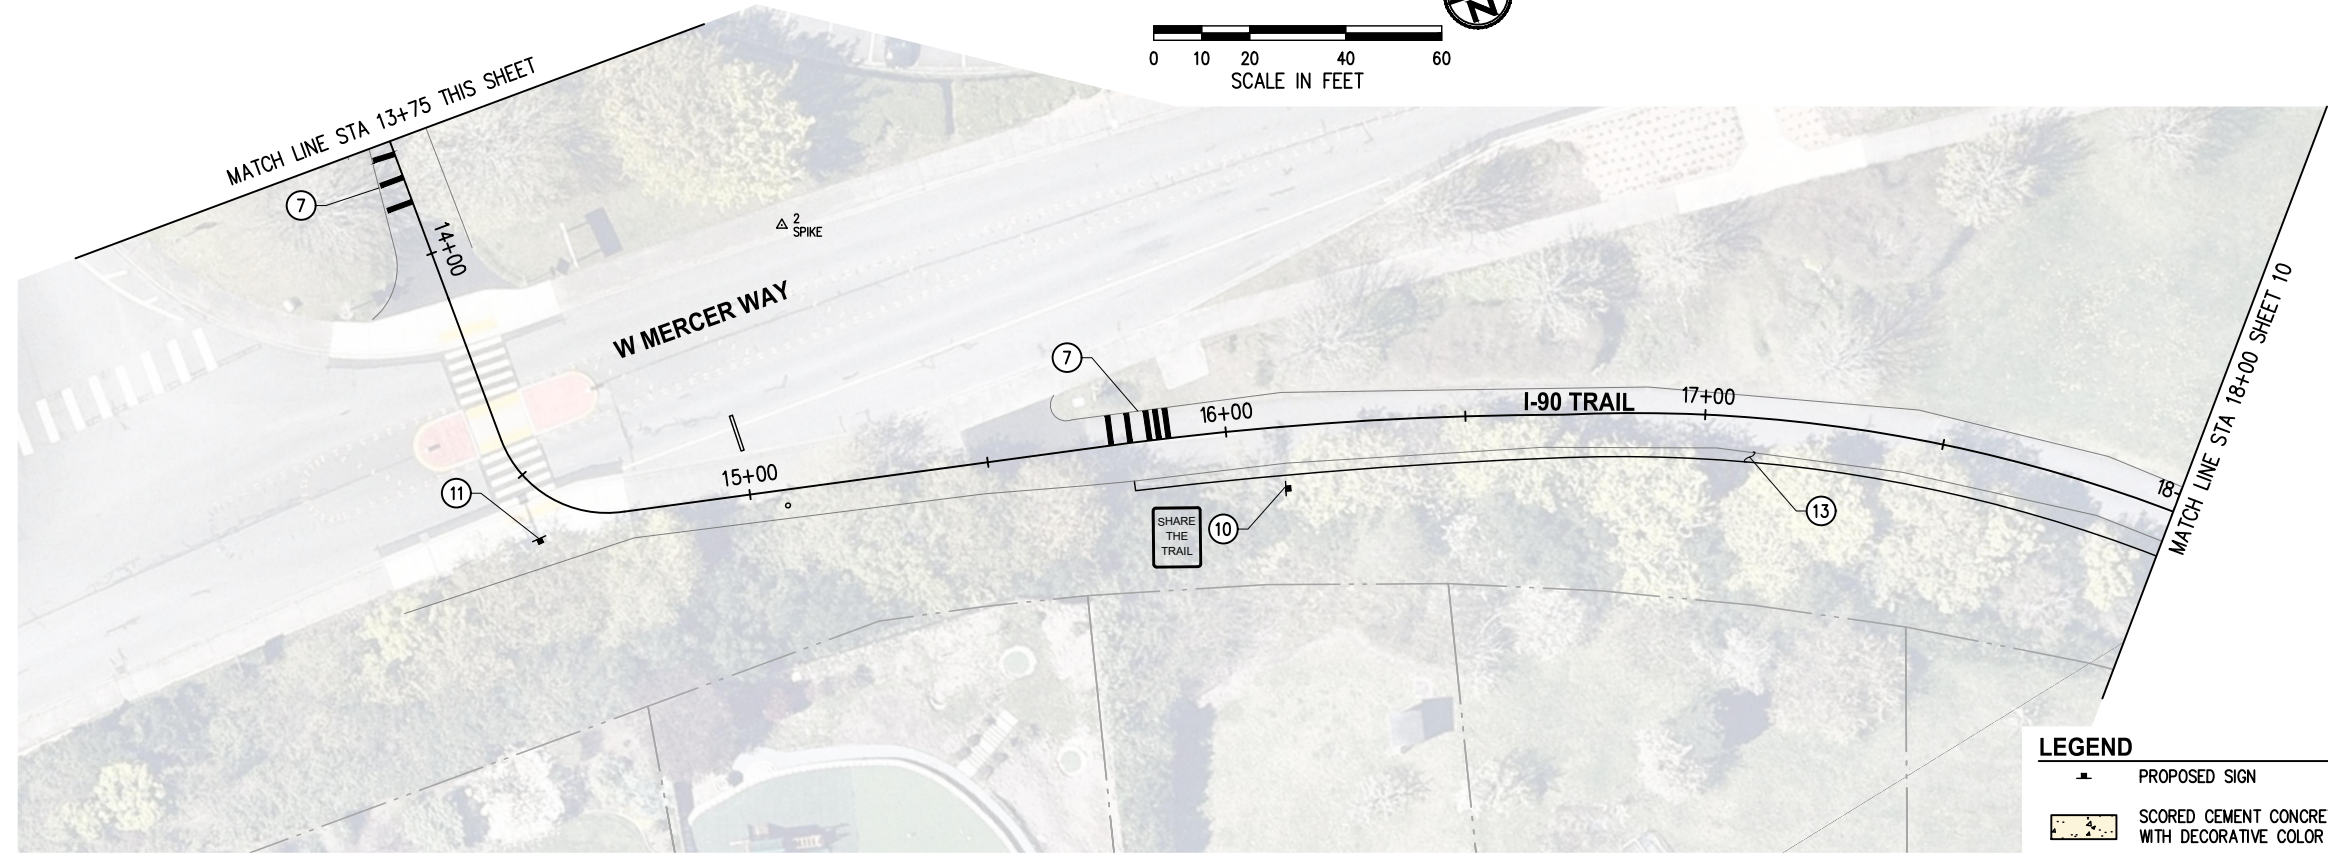 N
0 10 20 40 60
SCALE IN FEET
MATCH LINE STA 13+75 THIS SHEET
7
14+00
2
SPIKE
W MERCER WAY
7
16+00
I-90 TRAIL
17+00
15+00
11
SHARE
THE
TRAIL
10
13
18
MATCH LINE STA 18+00 SHEET 10
LEGEND
PROPOSED SIGN
SCORED CEMENT CONCRE
WITH DECORATIVE COLOR